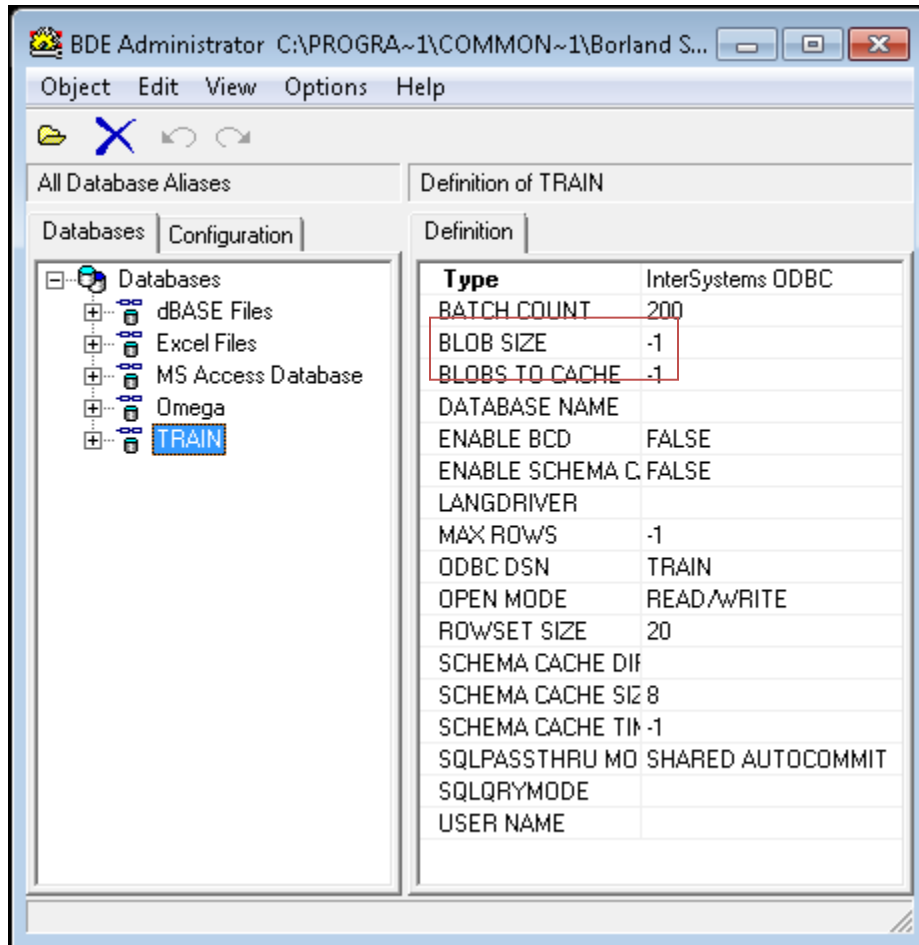 BDE Administrator C:\PROGRA~1\COMMON~1\Borland S...
Object Edit View Options Help
All Database Aliases
Definition of TRAIN
Databases Configuration
Definition
Databases
dBASE Files
Excel Files
MS Access Database
Omega
TRAIN
Type InterSystems ODBC
BATCH COUNT 200
BLOB SIZE -1
BLOBS TO CACHE -1
DATABASE NAME
ENABLE BCD FALSE
ENABLE SCHEMA C FALSE
LANGDRIVER
MAX ROWS -1
ODBC DSN TRAIN
OPEN MODE READ/WRITE
ROWSET SIZE 20
SCHEMA CACHE DIR
SCHEMA CACHE SIZ 8
SCHEMA CACHE TIM -1
SQLPASSTHRU MO SHARED AUTOCOMMIT
SQLQRYMODE
USER NAME